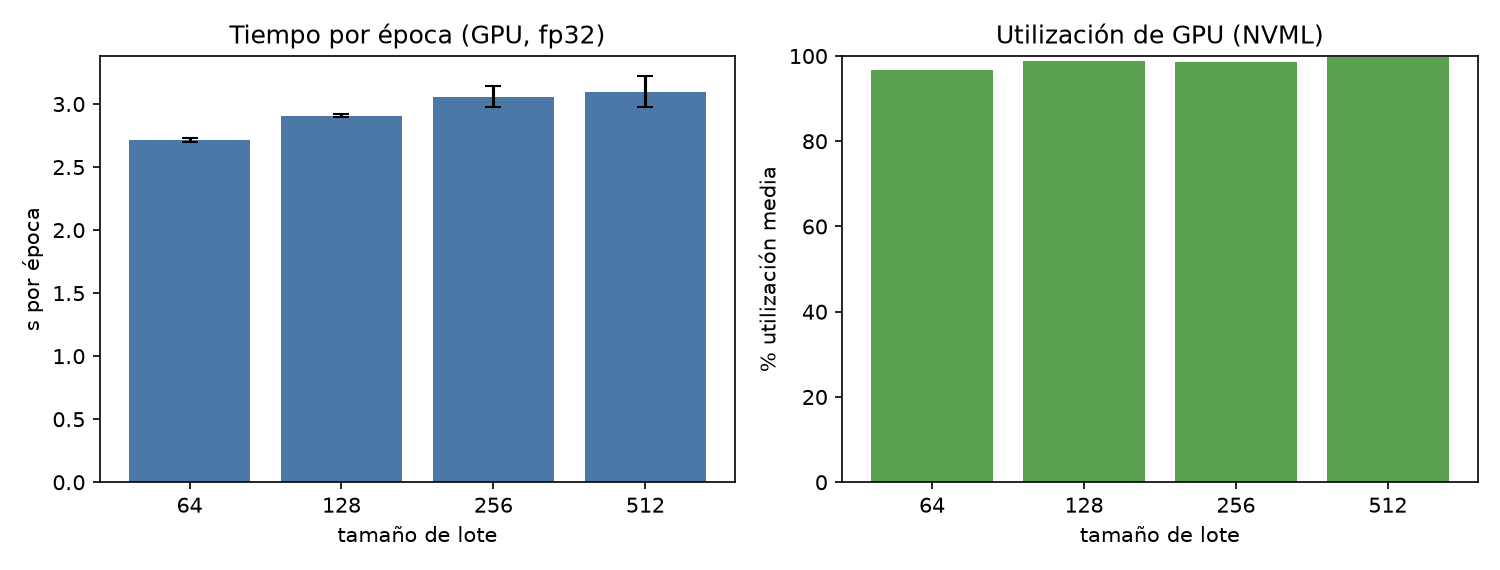 Tiempo por época (GPU, fp32)
s por época
3.0
2.5
2.0
1.5
1.0
0.5
0.0
64 128 256 512
tamaño de lote
Utilización de GPU (NVML)
% utilización media
100
80
60
40
20
0
64 128 256 512
tamaño de lote